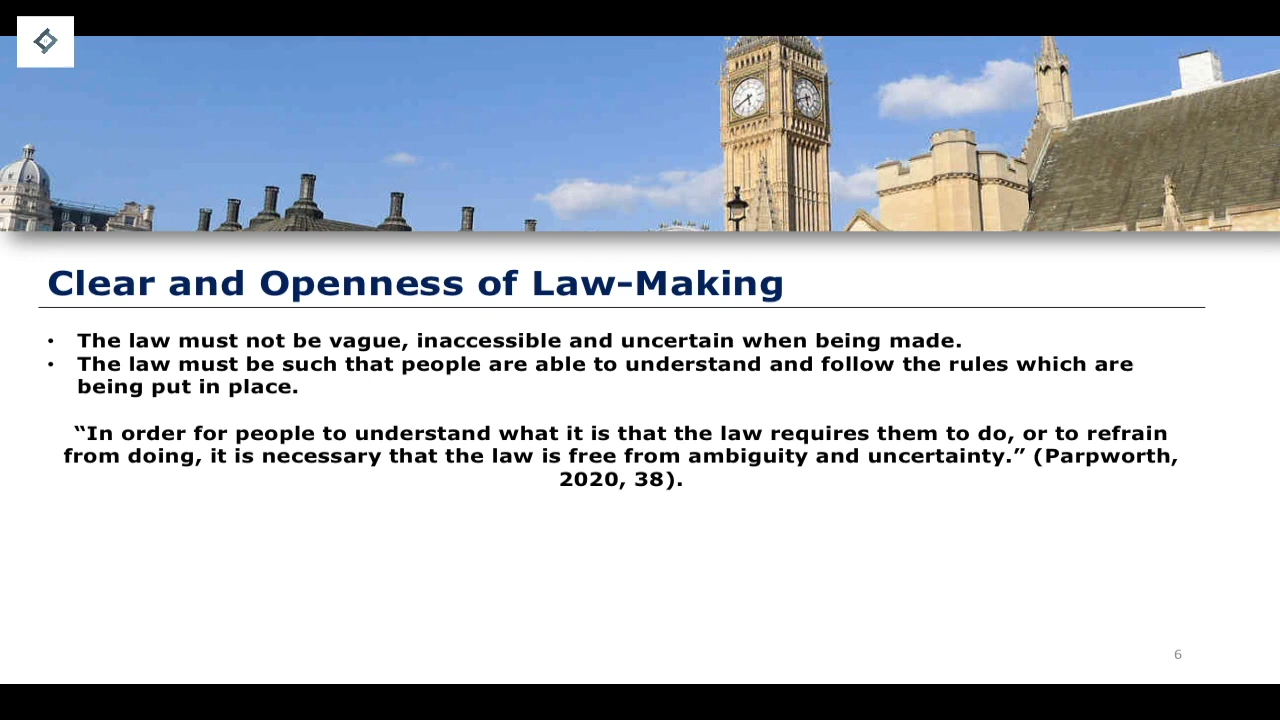 Clear and Openness of Law-Making
• The law must not be vague, inaccessible and uncertain when being made.
• The law must be such that people are able to understand and follow the rules which are
being put in place.
“In order for people to understand what it is that the law requires them to do, or to refrain
from doing, it is necessary that the law is free from ambiguity and uncertainty.” (Parpworth,
2020, 38).
6